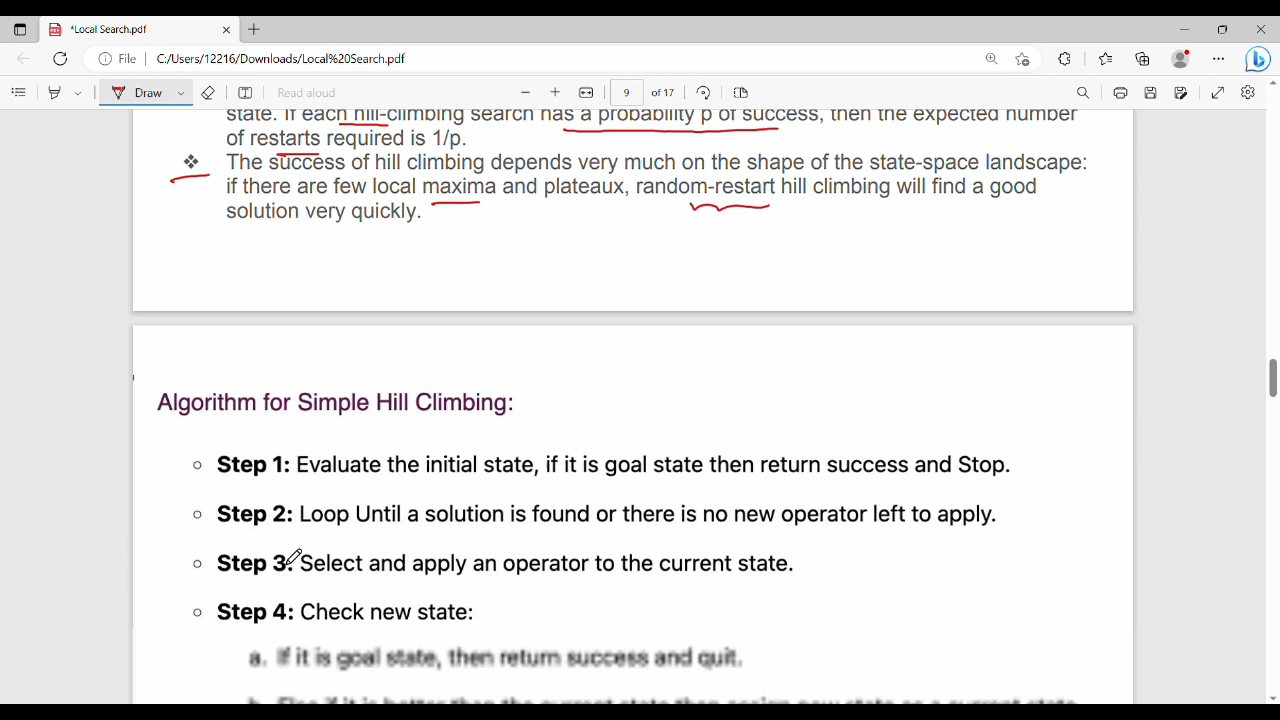 *Local Search.pdf
File
C:/Users/12216/Downloads/Local%20Search.pdf
Draw
Read aloud
9 of 17
state. If each hill-climbing search has a probability p of success, then the expected number
of restarts required is 1/p.
❖ The success of hill climbing depends very much on the shape of the state-space landscape:
if there are few local maxima and plateaux, random-restart hill climbing will find a good
solution very quickly.
Algorithm for Simple Hill Climbing:
Step 1: Evaluate the initial state, if it is goal state then return success and Stop.
Step 2: Loop Until a solution is found or there is no new operator left to apply.
Step 3: Select and apply an operator to the current state.
Step 4: Check new state:
a. If it is goal state, then return success and quit.